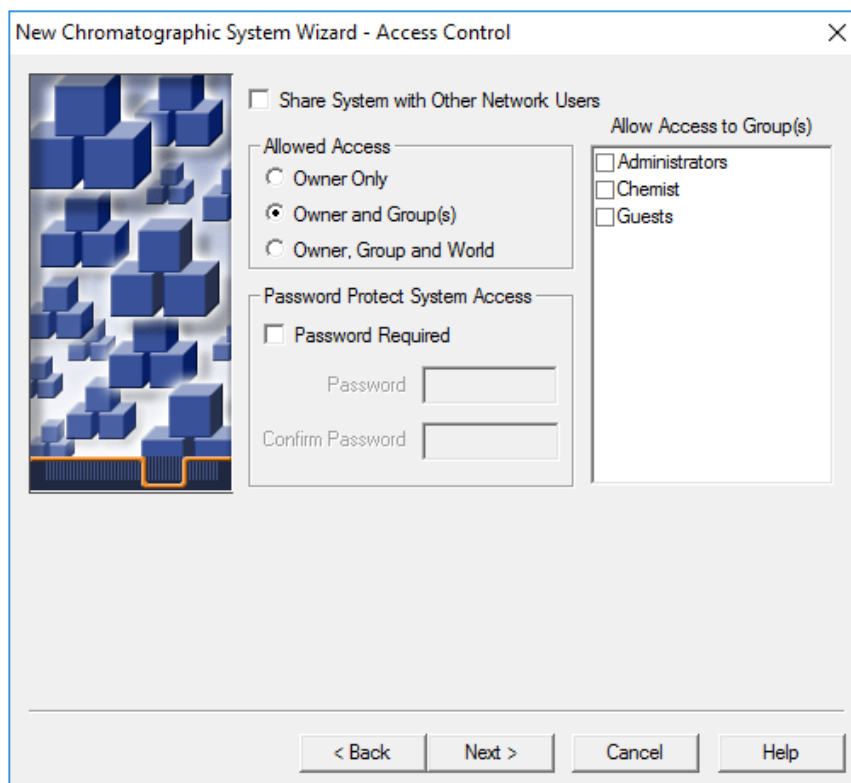 New Chromatographic System Wizard - Access Control
Share System with Other Network Users
Allowed Access
Owner Only
Owner and Group(s)
Owner, Group and World
Password Protect System Access
Password Required
Password
Confirm Password
Allow Access to Group(s)
Administrators
Chemist
Guests
< Back
Next >
Cancel
Help